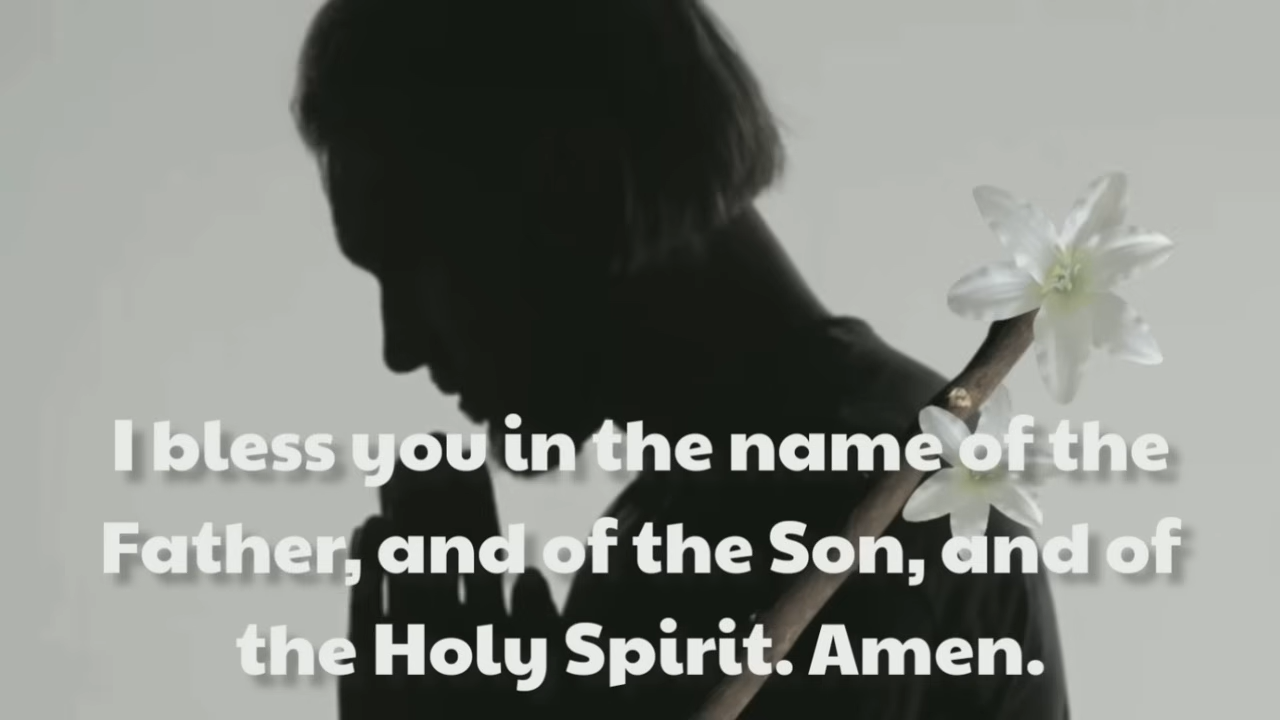 I bless you in the name of the
Father, and of the Son, and of
the Holy Spirit. Amen.